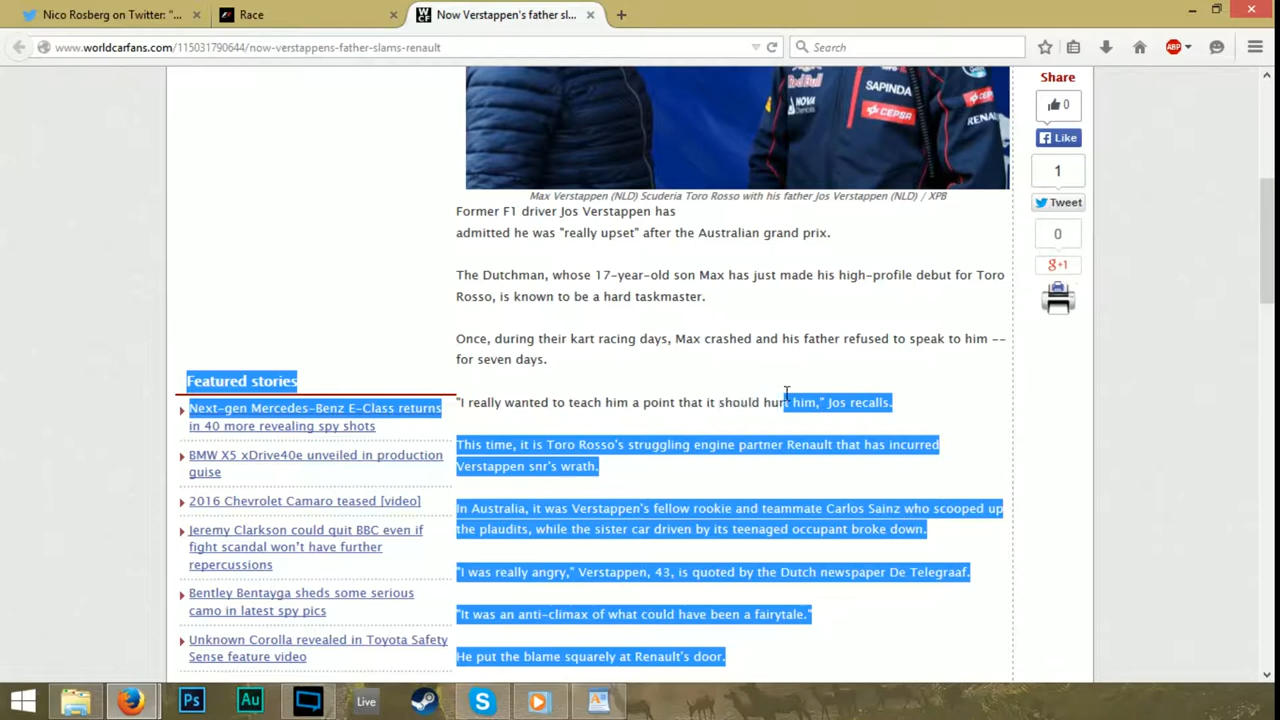 Nico Rosberg on Twitter: "...
Race
Now Verstappen's father sl...
www.worldcarfans.com/115031790644/now-verstappens-father-slams-renault
Search
ABP
Red Bull
NOVA
SAPINDA
CEPSA
RENAU
Max Verstappen (NLD) Scuderia Toro Rosso with his father Jos Verstappen (NLD) / XPB
Former F1 driver Jos Verstappen has
admitted he was "really upset" after the Australian grand prix.
The Dutchman, whose 17-year-old son Max has just made his high-profile debut for Toro
Rosso, is known to be a hard taskmaster.
Once, during their kart racing days, Max crashed and his father refused to speak to him --
for seven days.
"I really wanted to teach him a point that it should hurt him," Jos recalls.
This time, it is Toro Rosso's struggling engine partner Renault that has incurred
Verstappen snr's wrath.
In Australia, it was Verstappen's fellow rookie and teammate Carlos Sainz who scooped up
the plaudits, while the sister car driven by its teenaged occupant broke down.
"I was really angry," Verstappen, 43, is quoted by the Dutch newspaper De Telegraaf.
"It was an anti-climax of what could have been a fairytale."
He put the blame squarely at Renault's door.
Featured stories
Next-gen Mercedes-Benz E-Class returns
in 40 more revealing spy shots
BMW X5 xDrive40e unveiled in production
guise
2016 Chevrolet Camaro teased [video]
Jeremy Clarkson could quit BBC even if
fight scandal won't have further
repercussions
Bentley Bentayga sheds some serious
camo in latest spy pics
Unknown Corolla revealed in Toyota Safety
Sense feature video
Share
0
Like
1
Tweet
0
g+1
Ps
Au
Live